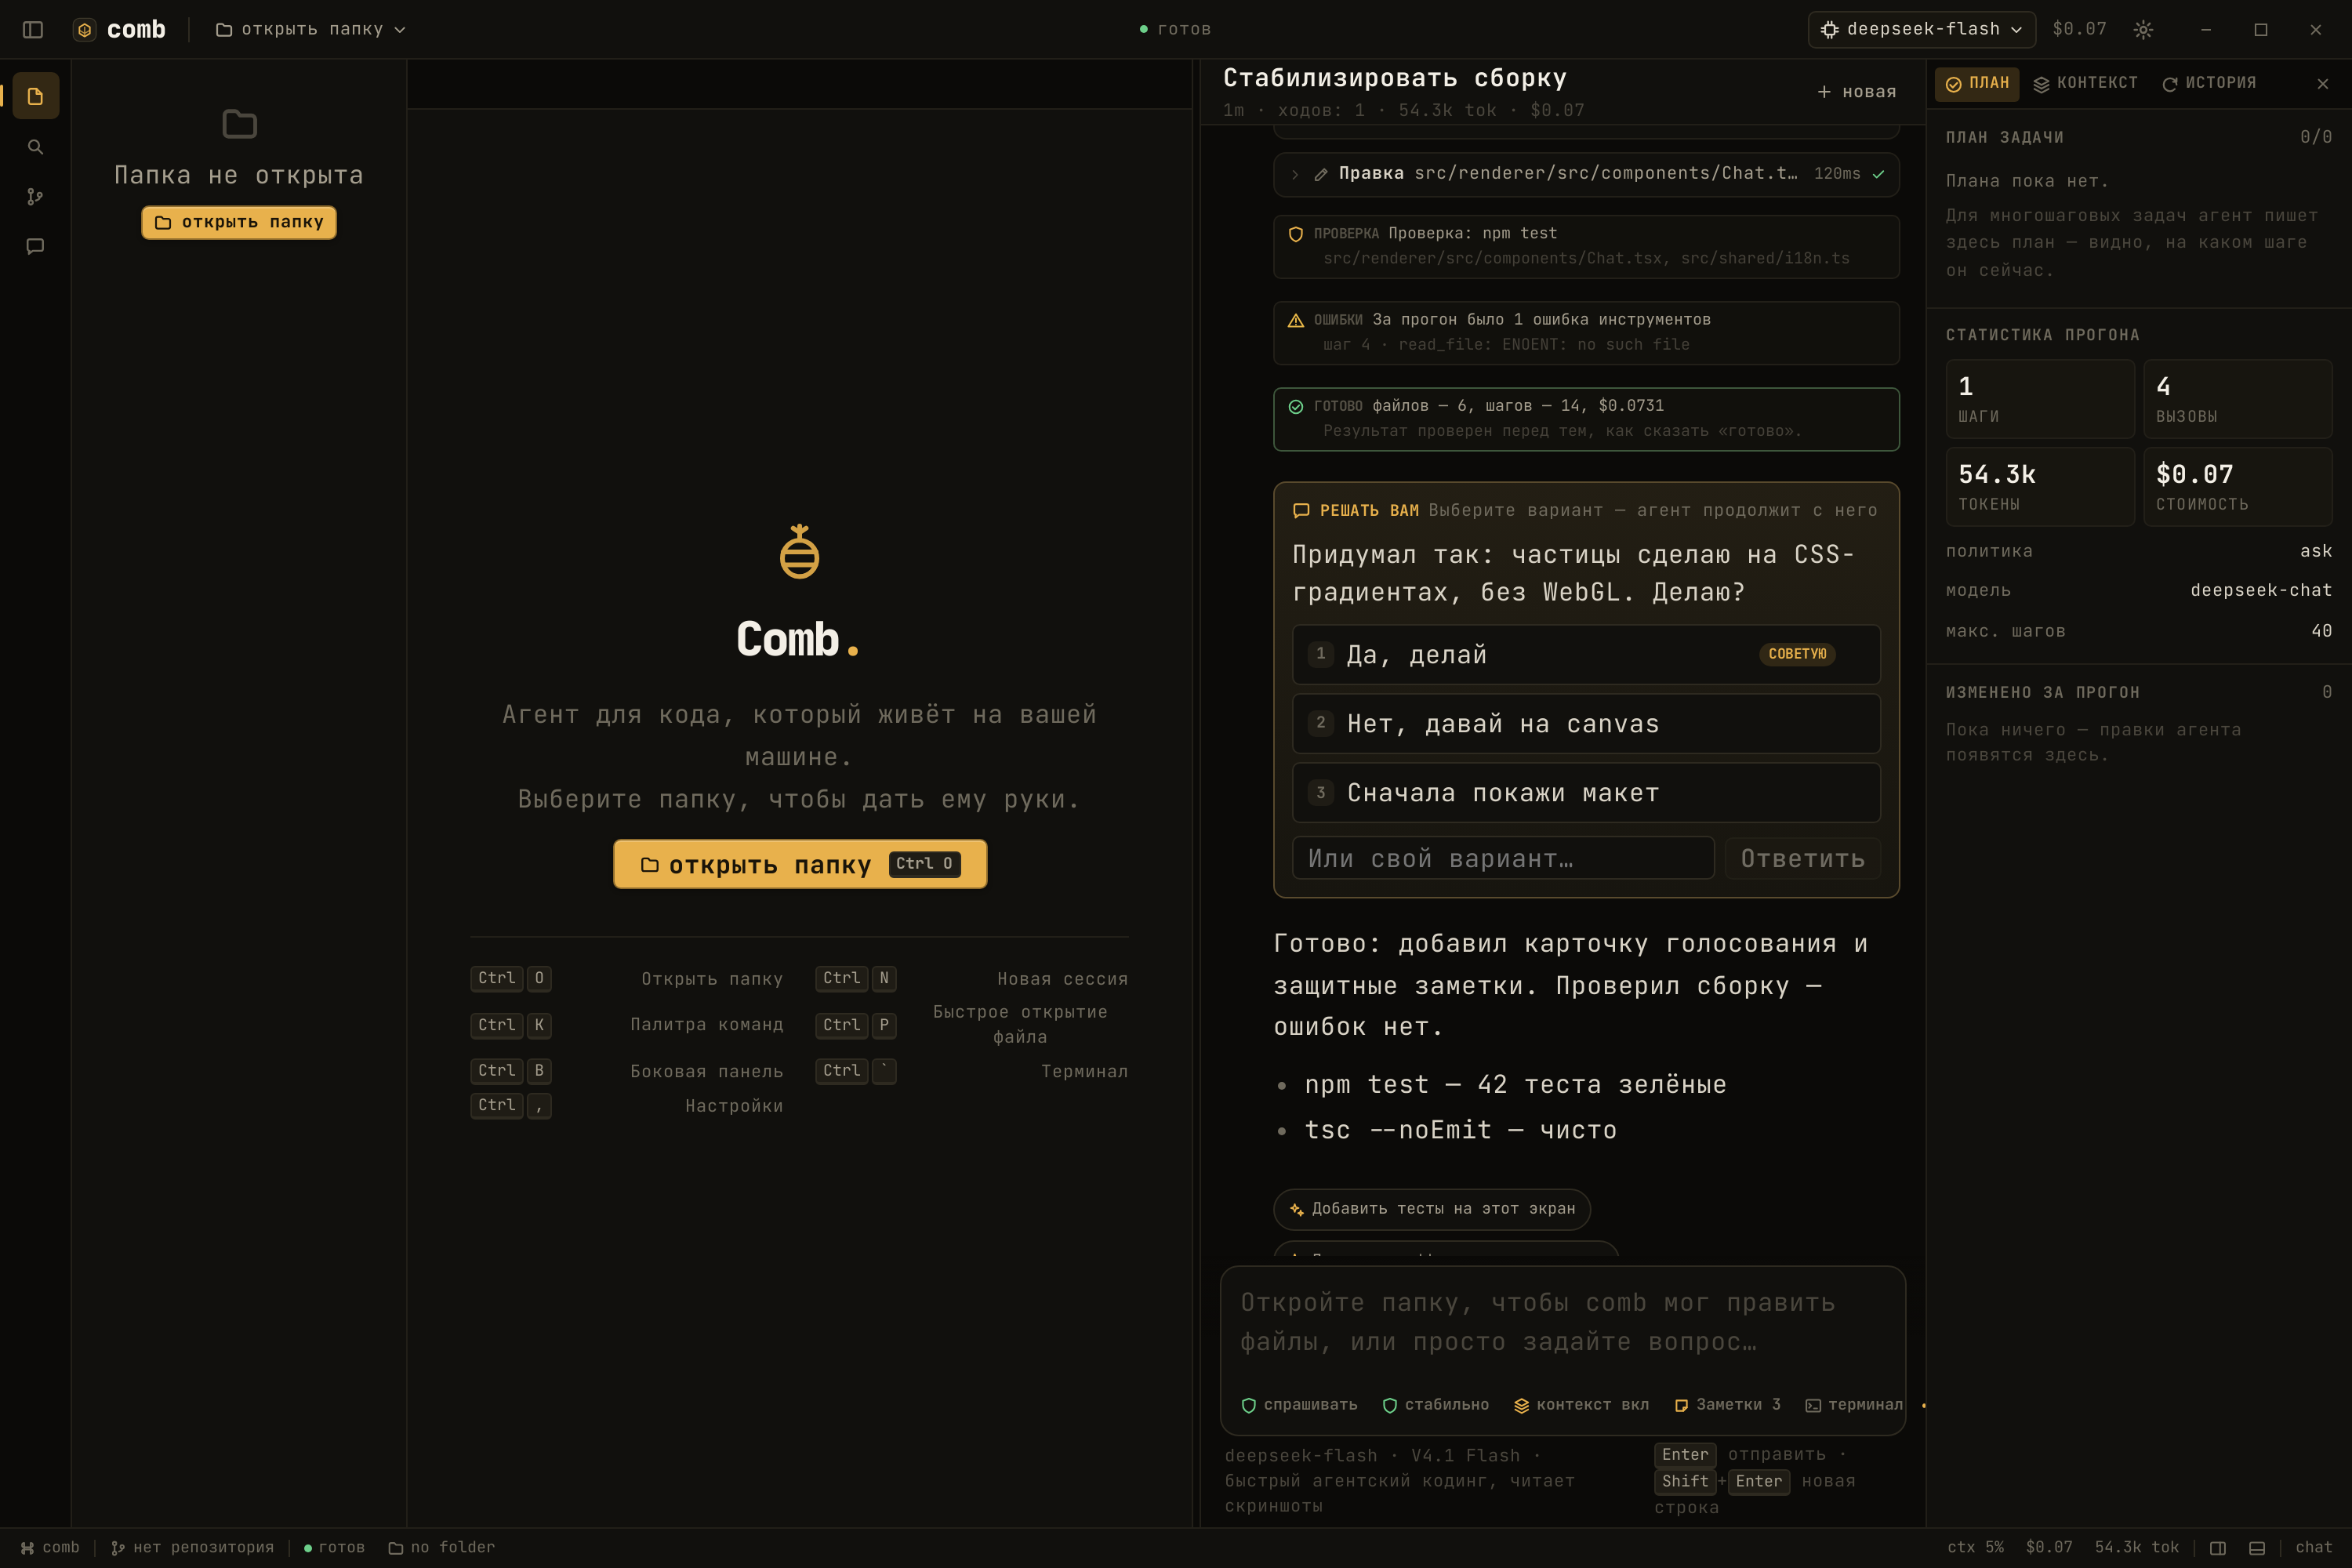 comb
открыть папку
готов
deepseek-flash
$0.07
Папка не открыта
открыть папку
Comb.
Агент для кода, который живёт на вашей
машине.
Выберите папку, чтобы дать ему руки.
открыть папку Ctrl O
Ctrl O Открыть папку
Ctrl N Новая сессия
Ctrl K Палитра команд
Ctrl P Быстрое открытие
файла
Ctrl B Боковая панель
Ctrl ` Терминал
Ctrl , Настройки
Стабилизировать сборку
1m · ходов: 1 · 54.3k tok · $0.07
+ новая
Правка src/renderer/src/components/Chat.t… 120ms
ПРОВЕРКА Проверка: npm test
src/renderer/src/components/Chat.tsx, src/shared/i18n.ts
ОШИБКИ За прогон было 1 ошибка инструментов
шаг 4 · read_file: ENOENT: no such file
ГОТОВО файлов — 6, шагов — 14, $0.0731
Результат проверен перед тем, как сказать «готово».
РЕШАТЬ ВАМ Выберите вариант — агент продолжит с него
Придумал так: частицы сделаю на CSS-
градиентах, без WebGL. Делаю?
1 Да, делай СОВЕТУЮ
2 Нет, давай на canvas
3 Сначала покажи макет
Или свой вариант…
Ответить
Готово: добавил карточку голосования и
защитные заметки. Проверил сборку —
ошибок нет.
• npm test — 42 теста зелёные
• tsc --noEmit — чисто
Добавить тесты на этот экран
Откройте папку, чтобы comb мог править
файлы, или просто задайте вопрос…
спрашивать
стабильно
контекст вкл
Заметки 3
терминал
deepseek-flash · V4.1 Flash ·
быстрый агентский кодинг, читает
скриншоты
Enter отправить ·
Shift+Enter новая
строка
ПЛАН
КОНТЕКСТ
ИСТОРИЯ
ПЛАН ЗАДАЧИ 0/0
Плана пока нет.
Для многошаговых задач агент пишет
здесь план — видно, на каком шаге
он сейчас.
СТАТИСТИКА ПРОГОНА
1
ШАГИ
4
ВЫЗОВЫ
54.3k
ТОКЕНЫ
$0.07
СТОИМОСТЬ
политика ask
модель deepseek-chat
макс. шагов 40
ИЗМЕНЕНО ЗА ПРОГОН 0
Пока ничего — правки агента
появятся здесь.
comb
нет репозитория
готов
no folder
ctx 5%
$0.07
54.3k tok
chat